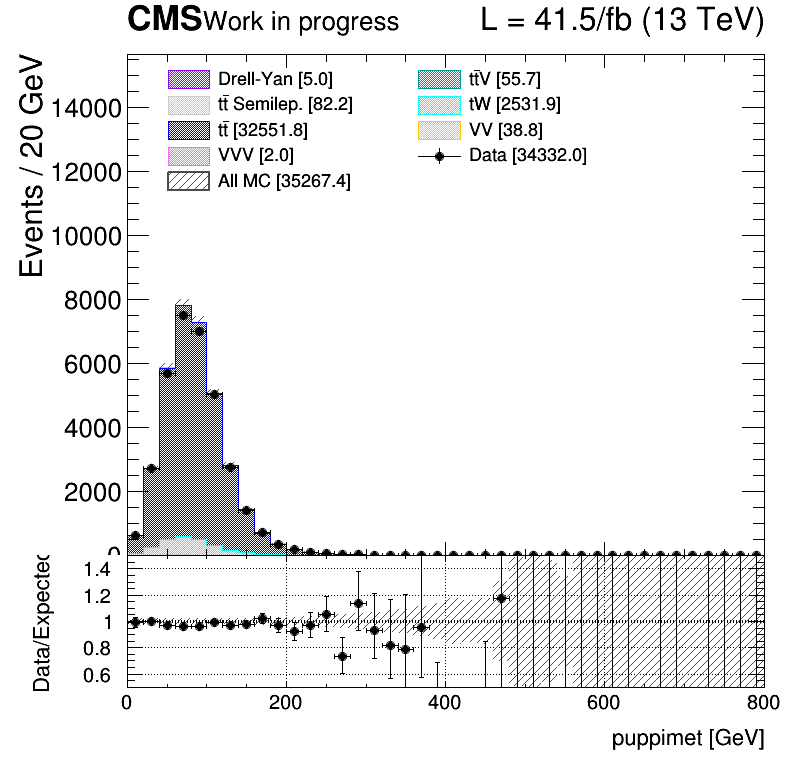 CMS Work in progress L = 41.5/fb (13 TeV)
Events / 20 GeV
Drell-Yan [5.0] tt̄V [55.7]
tt̄ Semilep. [82.2] tW [2531.9]
tt̄ [32551.8] VV [38.8]
VVV [2.0] Data [34332.0]
All MC [35267.4]
14000
12000
10000
8000
6000
4000
2000
0
Data/Expected
1.4
1.2
1
0.8
0.6
0 200 400 600 800
puppimet [GeV]